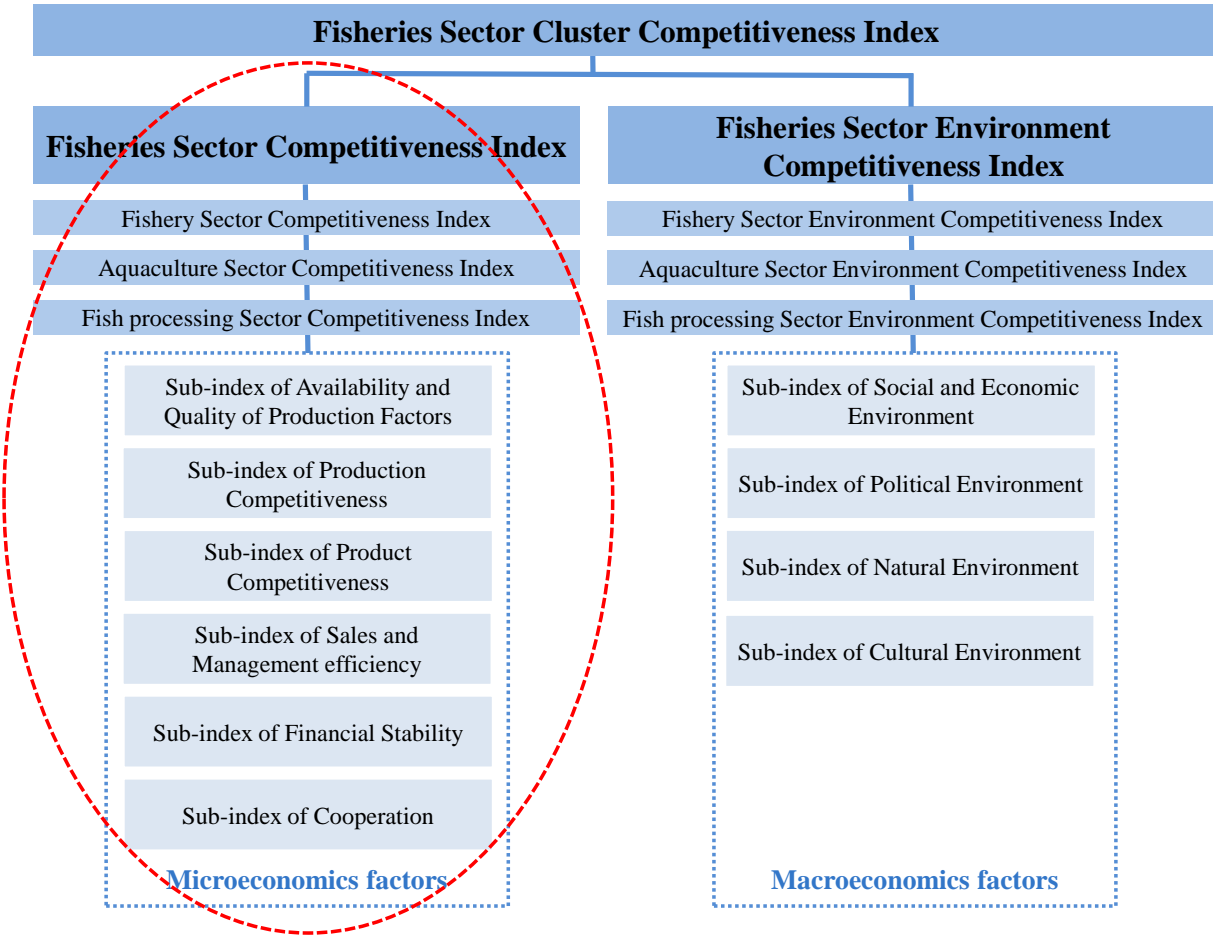 Fisheries Sector Cluster Competitiveness Index
Fisheries Sector Competitiveness Index
Fishery Sector Competitiveness Index
Aquaculture Sector Competitiveness Index
Fish processing Sector Competitiveness Index
Sub-index of Availability and
Quality of Production Factors
Sub-index of Production
Competitiveness
Sub-index of Product
Competitiveness
Sub-index of Sales and
Management efficiency
Sub-index of Financial Stability
Sub-index of Cooperation
Microeconomics factors
Fisheries Sector Environment
Competitiveness Index
Fishery Sector Environment Competitiveness Index
Aquaculture Sector Environment Competitiveness Index
Fish processing Sector Environment Competitiveness Index
Sub-index of Social and Economic
Environment
Sub-index of Political Environment
Sub-index of Natural Environment
Sub-index of Cultural Environment
Macroeconomics factors